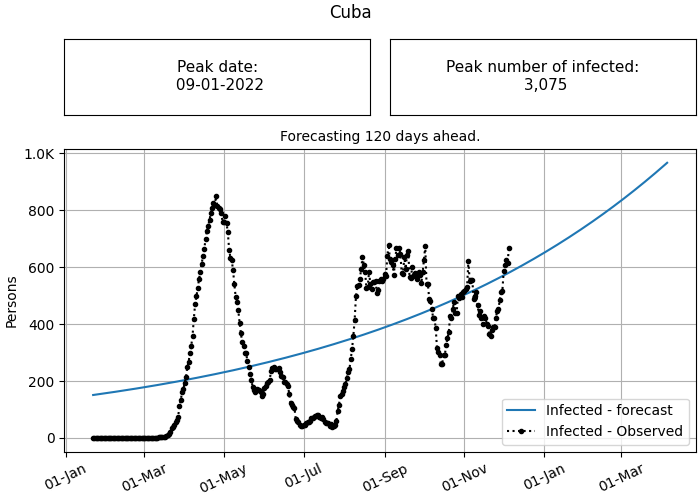 Cuba
Peak date:
09-01-2022
Peak number of infected:
3,075
Forecasting 120 days ahead.
1.0K
800
600
400
200
0
Persons
Infected - forecast
Infected - Observed
01-Jan
01-Mar
01-May
01-Jul
01-Sep
01-Nov
01-Jan
01-Mar